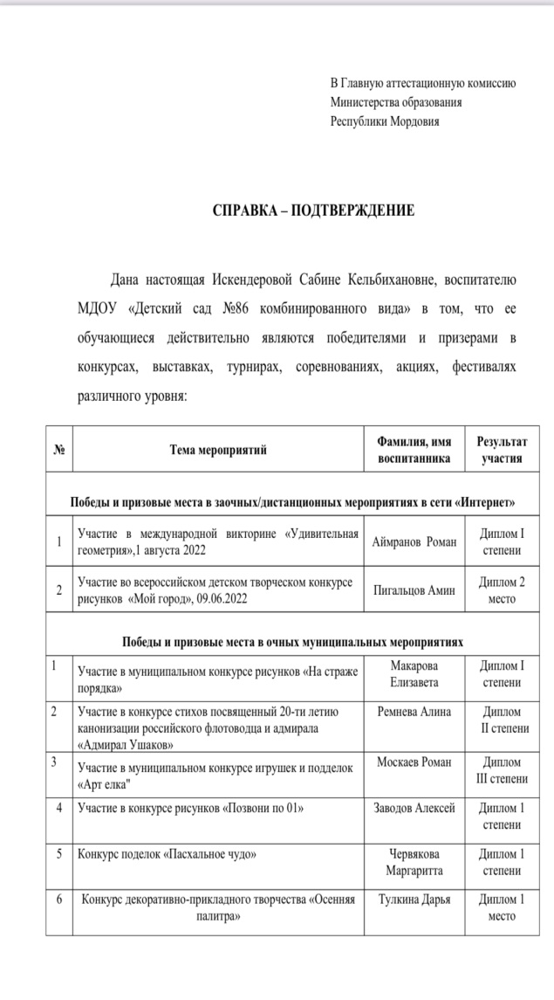 В Главную аттестационную комиссию
Министерства образования
Республики Мордовия
СПРАВКА – ПОДТВЕРЖДЕНИЕ
Дана настоящая Искендеровой Сабине Кельбихановне, воспитателю
МДОУ «Детский сад №86 комбинированного вида» в том, что ее
обучающиеся действительно являются победителями и призерами в
конкурсах, выставках, турнирах, соревнованиях, акциях, фестивалях
различного уровня:
№ Тема мероприятий Фамилия, имя воспитанника Результат участия
Победы и призовые места в заочных/дистанционных мероприятиях в сети «Интернет»
1 Участие в международной викторине «Удивительная
геометрия»,1 августа 2022
Аймранов Роман
Диплом I
степени
2 Участие во всероссийском детском творческом конкурсе
рисунков «Мой город», 09.06.2022
Пигальцов Амин
Диплом 2
место
Победы и призовые места в очных муниципальных мероприятиях
1 Участие в муниципальном конкурсе рисунков «На страже
порядка»
Макарова
Елизавета
Диплом I
степени
2 Участие в конкурсе стихов посвященный 20-ти летию
канонизации российского флотоводца и адмирала
«Адмирал Ушаков»
Ремнева Алина
Диплом
II степени
3 Участие в муниципальном конкурсе игрушек и подделок
«Арт елка"
Москаев Роман
Диплом
III степени
4 Участие в конкурсе рисунков «Позвони по 01»
Заводов Алексей
Диплом 1
степени
5 Конкурс поделок «Пасхальное чудо»
Червякова
Маргаритта
Диплом 1
степени
6 Конкурс декоративно-прикладного творчества «Осенняя
палитра»
Тулкина Дарья
Диплом 1
место